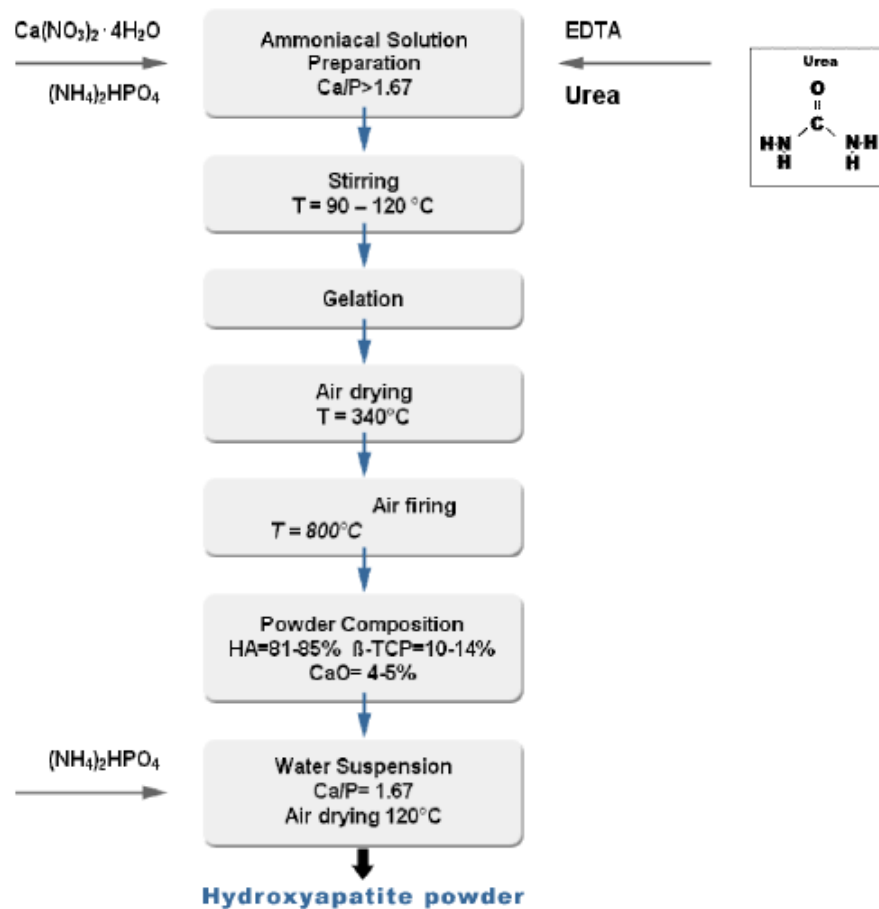 Ca(NO₃)₂ · 4H₂O
(NH₄)₂HPO₄
Ammoniacal Solution
Preparation
Ca/P>1.67
EDTA
Urea
Urea
O
C
H-N N-H
H H
Stirring
T = 90 – 120 °C
Gelation
Air drying
T = 340°C
Air firing
T = 800°C
Powder Composition
HA=81-85% ß-TCP=10-14%
CaO= 4-5%
(NH₄)₂HPO₄
Water Suspension
Ca/P= 1.67
Air drying 120°C
Hydroxyapatite powder